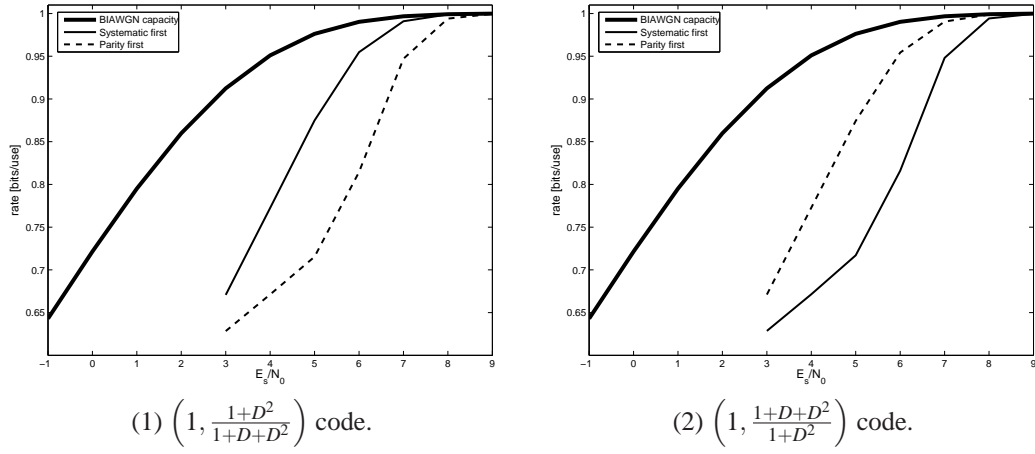 1
0.95
0.9
0.85
0.8
0.75
0.7
0.65
rate [bits/use]
BIAWGN capacity
Systematic first
Parity first
−1 0 1 2 3 4 5 6 7 8 9
E_s/N_0
(1) (1, \frac{1+D^2}{1+D+D^2}) code.
1
0.95
0.9
0.85
0.8
0.75
0.7
0.65
rate [bits/use]
BIAWGN capacity
Systematic first
Parity first
−1 0 1 2 3 4 5 6 7 8 9
E_s/N_0
(2) (1, \frac{1+D+D^2}{1+D^2}) code.